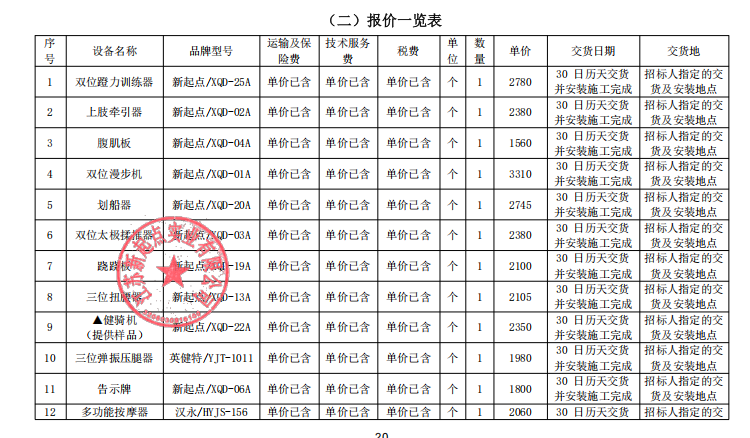 （二）报价一览表
序号 设备名称 品牌型号 运输及保险费 技术服务费 税费 单位 数量 单价 交货日期 交货地
1 双位蹬力训练器 新起点/XQD-25A 单价已含 单价已含 单价已含 个 1 2780 30 日历天交货并安装施工完成 招标人指定的交货及安装地点
2 上肢牵引器 新起点/XQD-02A 单价已含 单价已含 单价已含 个 1 2380 30 日历天交货并安装施工完成 招标人指定的交货及安装地点
3 腹肌板 新起点/XQD-04A 单价已含 单价已含 单价已含 个 1 1560 30 日历天交货并安装施工完成 招标人指定的交货及安装地点
4 双位漫步机 新起点/XQD-01A 单价已含 单价已含 单价已含 个 1 3310 30 日历天交货并安装施工完成 招标人指定的交货及安装地点
5 划船器 新起点/XQD-20A 单价已含 单价已含 单价已含 个 1 2745 30 日历天交货并安装施工完成 招标人指定的交货及安装地点
6 双位太极揉推器 新起点/XQD-03A 单价已含 单价已含 单价已含 个 1 2380 30 日历天交货并安装施工完成 招标人指定的交货及安装地点
7 跷跷板 新起点/XQD-19A 单价已含 单价已含 单价已含 个 1 2100 30 日历天交货并安装施工完成 招标人指定的交货及安装地点
8 三位扭腰器 新起点/XQD-13A 单价已含 单价已含 单价已含 个 1 2105 30 日历天交货并安装施工完成 招标人指定的交货及安装地点
9 ▲健骑机（提供样品） 新起点/XQD-22A 单价已含 单价已含 单价已含 个 1 2350 30 日历天交货并安装施工完成 招标人指定的交货及安装地点
10 三位弹振压腿器 英健特/YJT-1011 单价已含 单价已含 单价已含 个 1 1980 30 日历天交货并安装施工完成 招标人指定的交货及安装地点
11 告示牌 新起点/XQD-06A 单价已含 单价已含 单价已含 个 1 1800 30 日历天交货并安装施工完成 招标人指定的交货及安装地点
12 多功能按摩器 汉永/HYJS-156 单价已含 单价已含 单价已含 个 1 2060 30 日历天交货 招标人指定的交
江苏新起点实业有限公司